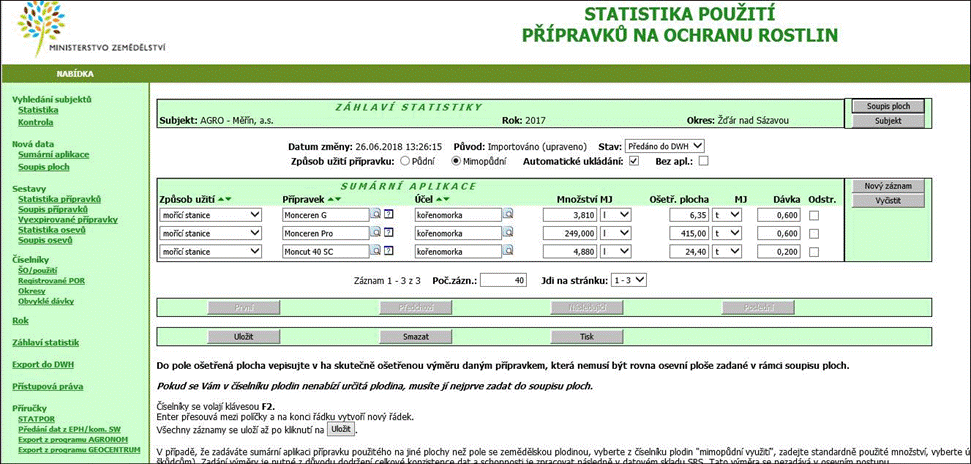 STATISTIKA POUŽITÍ
PŘÍPRAVKŮ NA OCHRANU ROSTLIN
MINISTERSTVO ZEMĚDĚLSTVÍ
NABÍDKA
Vyhledání subjektů
Statistika
Kontrola
Nová data
Sumární aplikace
Soupis ploch
Sestavy
Statistika přípravků
Soupis přípravků
Vyexpirované přípravky
Statistika osevů
Soupis osevů
Číselníky
ŠO/použití
Registrované POR
Okresy
Obvyklé dávky
Rok
Záhlaví statistik
Export do DWH
Přístupová práva
Příručky
STATPOR
Předání dat z EPH/kom. SW
Export z programu AGRONOM
Export z programu GEOCENTRUM
ZÁHLAVÍ STATISTIKY
Subjekt: AGRO - Měřín, a.s. Rok: 2017 Okres: Žďár nad Sázavou
Soupis ploch
Subjekt
Datum změny: 26.06.2018 13:26:15 Původ: Importováno (upraveno) Stav: Předáno do DWH
Způsob užití přípravku: Půdní Mimopůdní Automatické ukládání: Bez apl.:
SUMÁRNÍ APLIKACE
Způsob užití Přípravek Účel Množství MJ Ošetř. plocha MJ Dávka Odstr.
mořící stanice Monceren G ? kořenomorka 3,810 l 6,35 t 0,600
mořící stanice Monceren Pro ? kořenomorka 249,000 l 415,00 t 0,600
mořící stanice Moncut 40 SC ? kořenomorka 4,880 l 24,40 t 0,200
Nový záznam
Vyčistit
Záznam 1 - 3 z 3 Poč.zázn.: 40 Jdi na stránku: 1 - 3
První Předchozí Následující Poslední
Uložit Smazat Tisk
Do pole ošetřená plocha vepisujte v ha skutečně ošetřenou výměru daným přípravkem, která nemusí být rovna osevní ploše zadané v rámci soupisu ploch.
Pokud se Vám v číselníku plodin nenabízí určitá plodina, musíte jí nejprve zadat do soupisu ploch.
Číselníky se volají klávesou F2.
Enter přesouvá mezi políčky a na konci řádku vytvoří nový řádek.
Všechny záznamy se uloží až po kliknutí na Uložit.
V případě, že zadáváte sumární aplikaci přípravku použitého na jiné plochy než pole se zemědělskou plodinou, vyberte z číselníku plodin "mimopůdní využití", zadejte standardně použité množství, vyberte
škůdcům). Zadání výměry je nutné z důvodu dodržení celkové konzistence dat a schopnosti je zpracovat následně v datovém skladu SRS. Tato výměra se nezapadá v osevním postupu